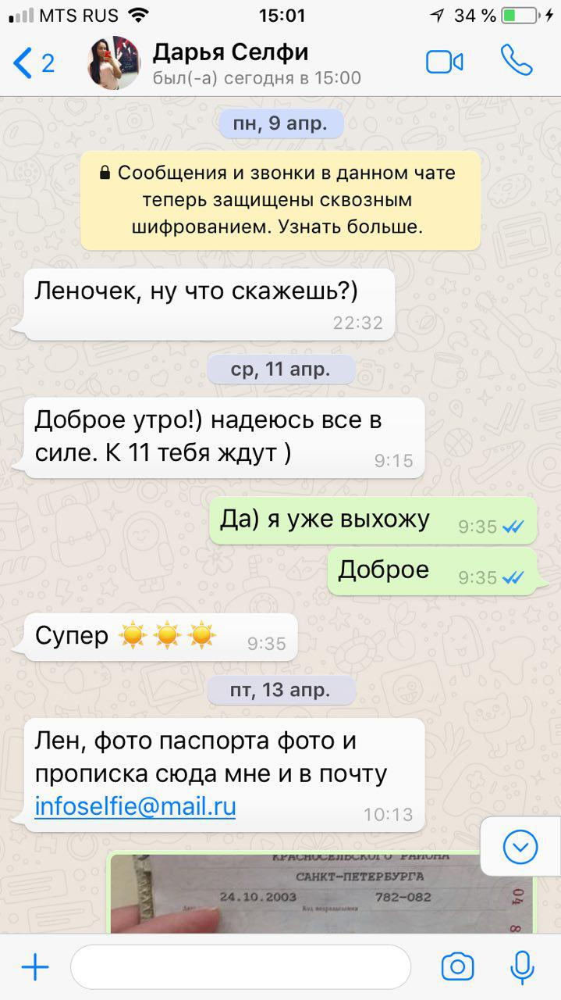 MTS RUS 15:01 34 %
2 Дарья Селфи
был(-а) сегодня в 15:00
пн, 9 апр.
Сообщения и звонки в данном чате
теперь защищены сквозным
шифрованием. Узнать больше.
Леночек, ну что скажешь?)
22:32
ср, 11 апр.
Доброе утро!) надеюсь все в
силе. К 11 тебя ждут )
9:15
Да) я уже выхожу 9:35
Доброе 9:35
Супер 9:35
пт, 13 апр.
Лен, фото паспорта фото и
прописка сюда мне и в почту
infoselfie@mail.ru
10:13
КРАСНОСЕЛЬСКОГО РАЙОНА
САНКТ-ПЕТЕРБУРГА
24.10.2003 782-082
Код подразделения
04